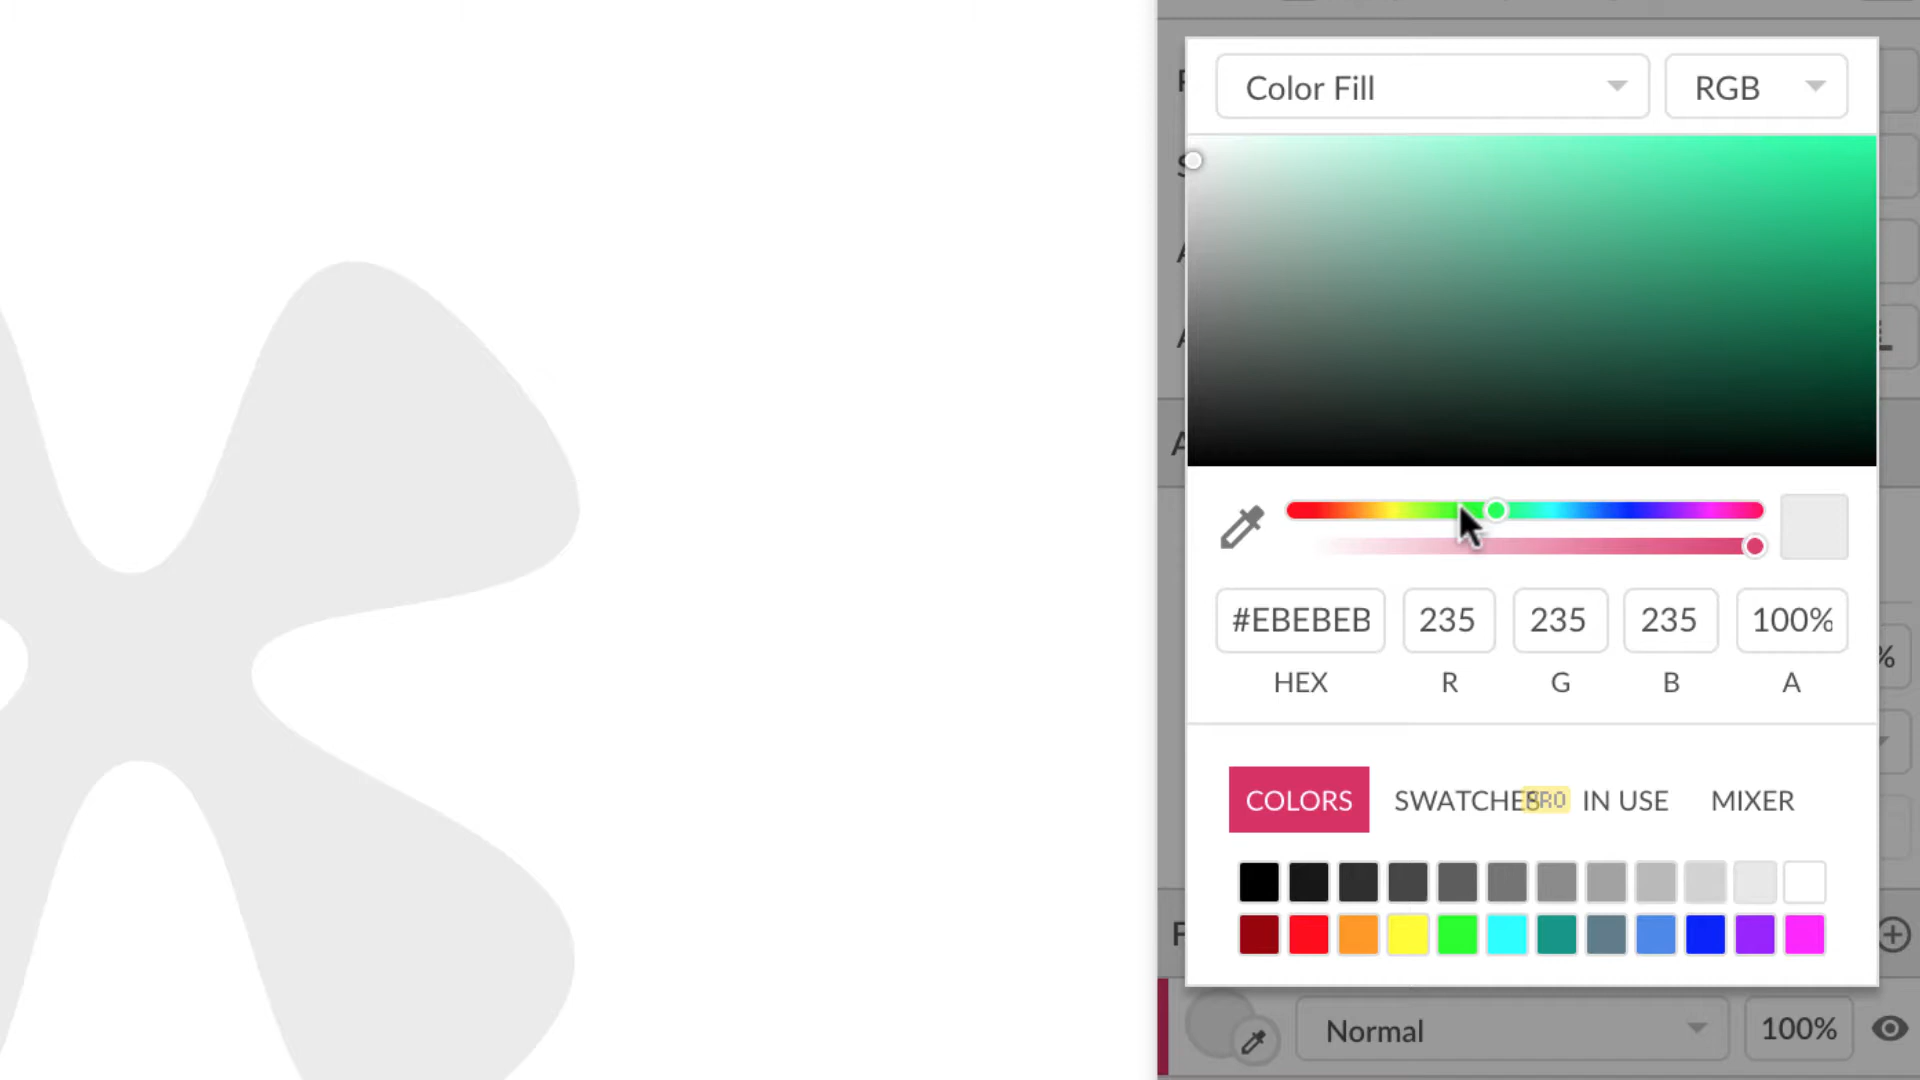 Color Fill
RGB
#EBEBEB 235 235 235 100%
HEX R G B A
COLORS SWATCHES PRO IN USE MIXER
Normal 100%